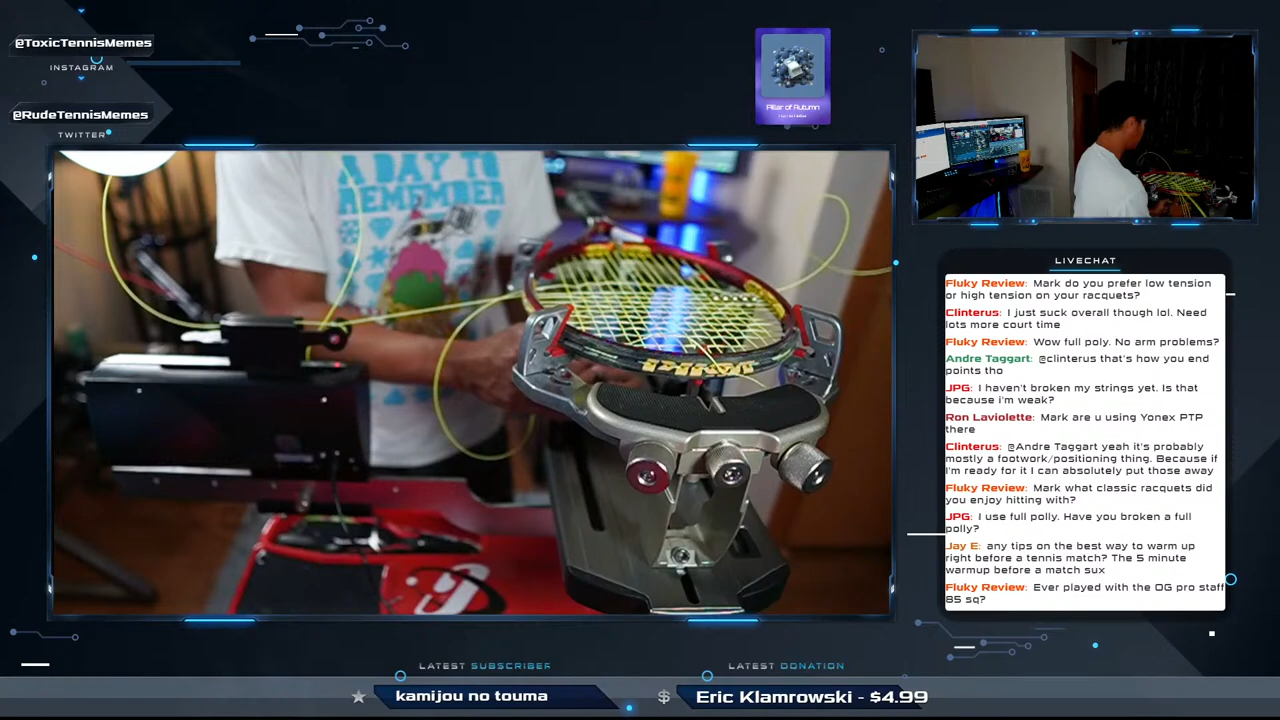 @ToxicTennisMemes
INSTAGRAM
@RudeTennisMemes
TWITTER
Pillar of Autumn
A DAY TO
REMEMBER
LIVECHAT
Fluky Review: Mark do you prefer low tension
or high tension on your racquets?
Clinterus: I just suck overall though lol. Need
lots more court time
Fluky Review: Wow full poly. No arm problems?
Andre Taggart: @clinterus that's how you end
points tho
JPG: I haven't broken my strings yet. Is that
because i'm weak?
Ron Laviolette: Mark are u using Yonex PTP
there
Clinterus: @Andre Taggart yeah it's probably
mostly a footwork/positioning thing. Because if
I'm ready for it I can absolutely put those away
Fluky Review: Mark what classic racquets did
you enjoy hitting with?
JPG: I use full polly. Have you broken a full
polly?
Jay E: any tips on the best way to warm up
right before a tennis match? The 5 minute
warmup before a match sux
Fluky Review: Ever played with the OG pro staff
85 sq?
LATEST SUBSCRIBER
kamijou no touma
LATEST DONATION
$ Eric Klamrowski - $4.99